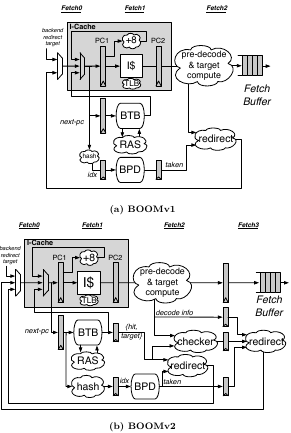 Fetch0 Fetch1 Fetch2
I-Cache
backend
redirect
target
PC1 +8 PC2
I$
TLB
pre-decode
& target
compute
Fetch
Buffer
next-pc
BTB
RAS
redirect
hash
idx BPD taken
(a) BOOMv1
Fetch0 Fetch1 Fetch2 Fetch3
I-Cache
backend
redirect
target
PC1 +8 PC2
I$
TLB
pre-decode
& target
compute
Fetch
Buffer
next-pc
BTB
(hit,
target)
decode info
RAS
checker
redirect
redirect
hash
idx BPD taken
(b) BOOMv2